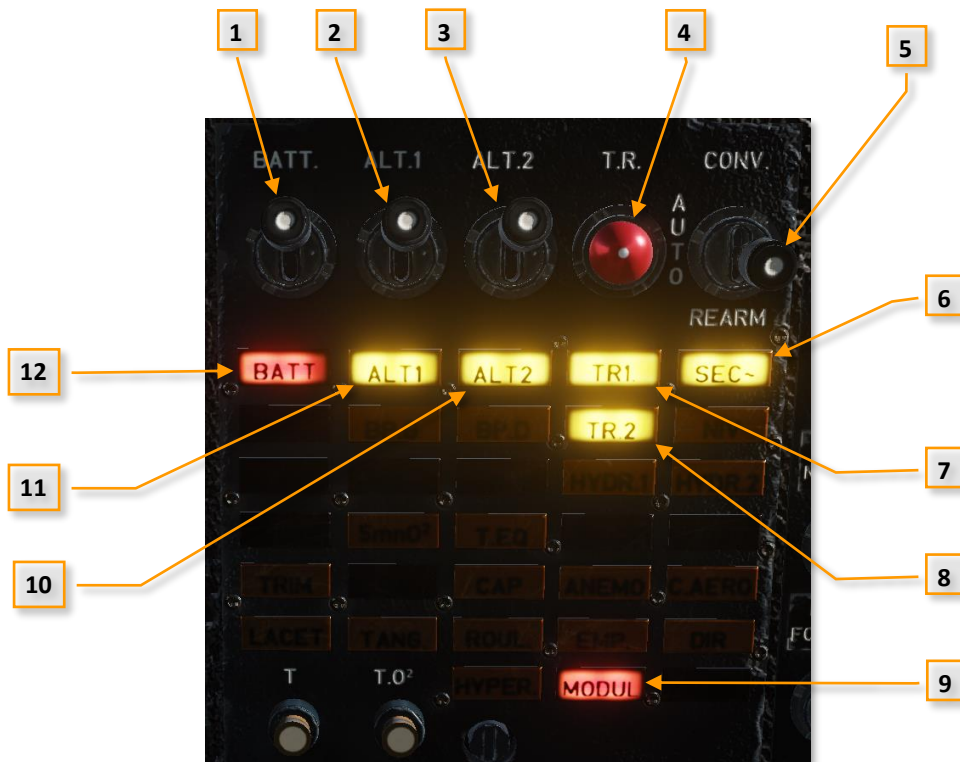 1 2 3 4 5
BATT. ALT.1 ALT.2 T.R. CONV.
AUTO
REARM
6
12 BATT ALT1 ALT2 TR1. SEC~
TR.2
11 HYDR.1 HYDR.2 7
5mnO² T.EQ
10 TRIM CAP ANEMO C.AERO 8
LACET TANG. ROUL. EMP. DIR
T T.O² HYPER. MODUL 9